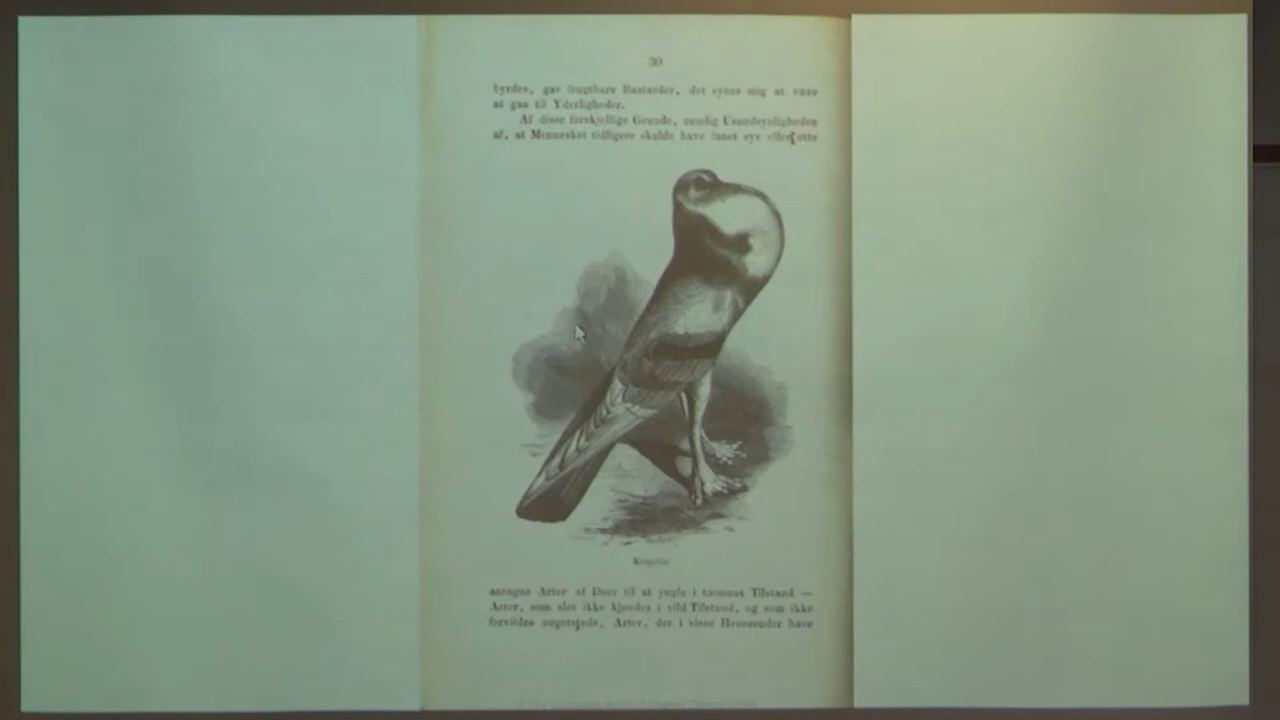 30
byrdes, gav frugtbare Bastarder, det synes mig at være
at gaa til Yderligheder.
Af disse forskjellige Grunde, nemlig Usandsynligheden
af, at Mennesket tidligere skulde have faaet syv eller otte
antagne Arter af Duer til at yngle i tæmmet Tilstand —
Arter, som slet ikke kjendes i vild Tilstand, og som ikke
forvildes nogetsteds, Arter, der i visse Henseender have